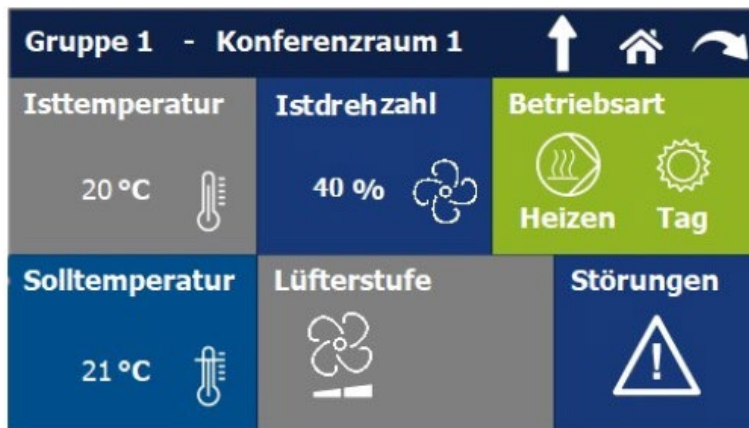 Gruppe 1 - Konferenzraum 1
Isttemperatur
20 °C
Istdrehzahl
40 %
Betriebsart
Heizen
Tag
Solltemperatur
21 °C
Lüfterstufe
Störungen
!